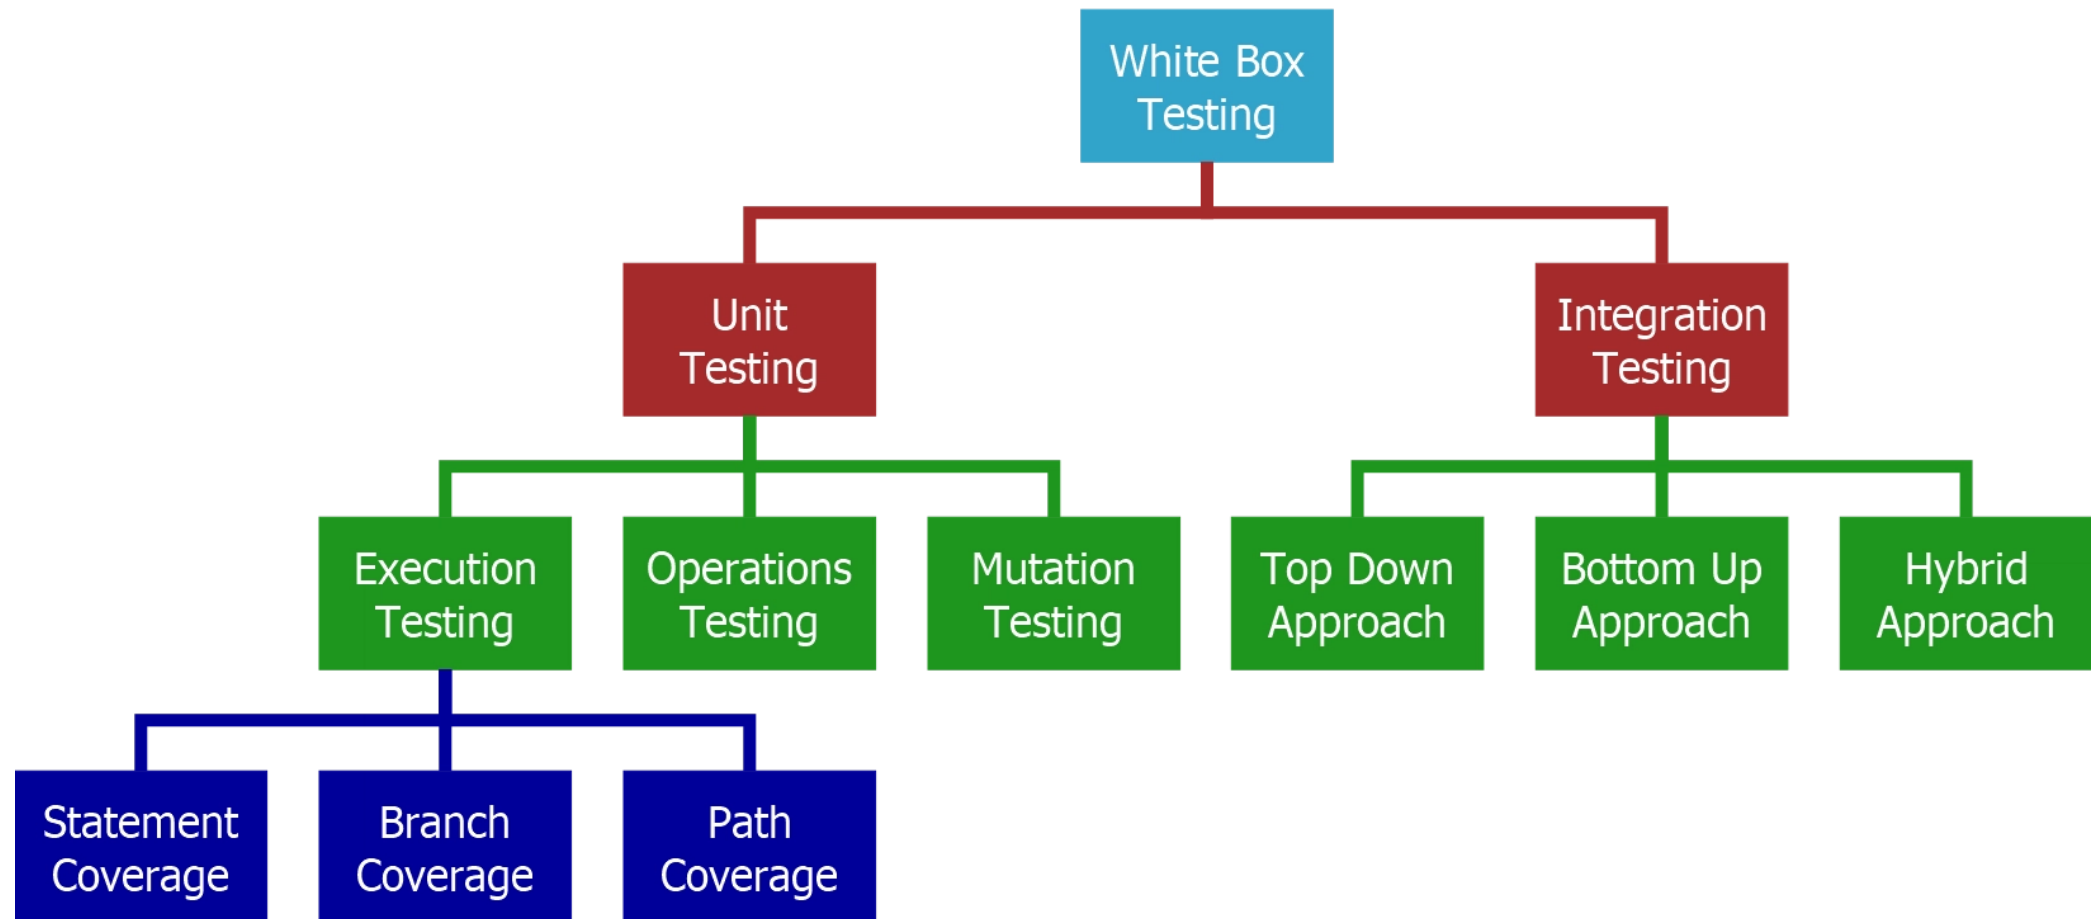 White Box
Testing
Unit
Testing
Integration
Testing
Execution
Testing
Operations
Testing
Mutation
Testing
Top Down
Approach
Bottom Up
Approach
Hybrid
Approach
Statement
Coverage
Branch
Coverage
Path
Coverage